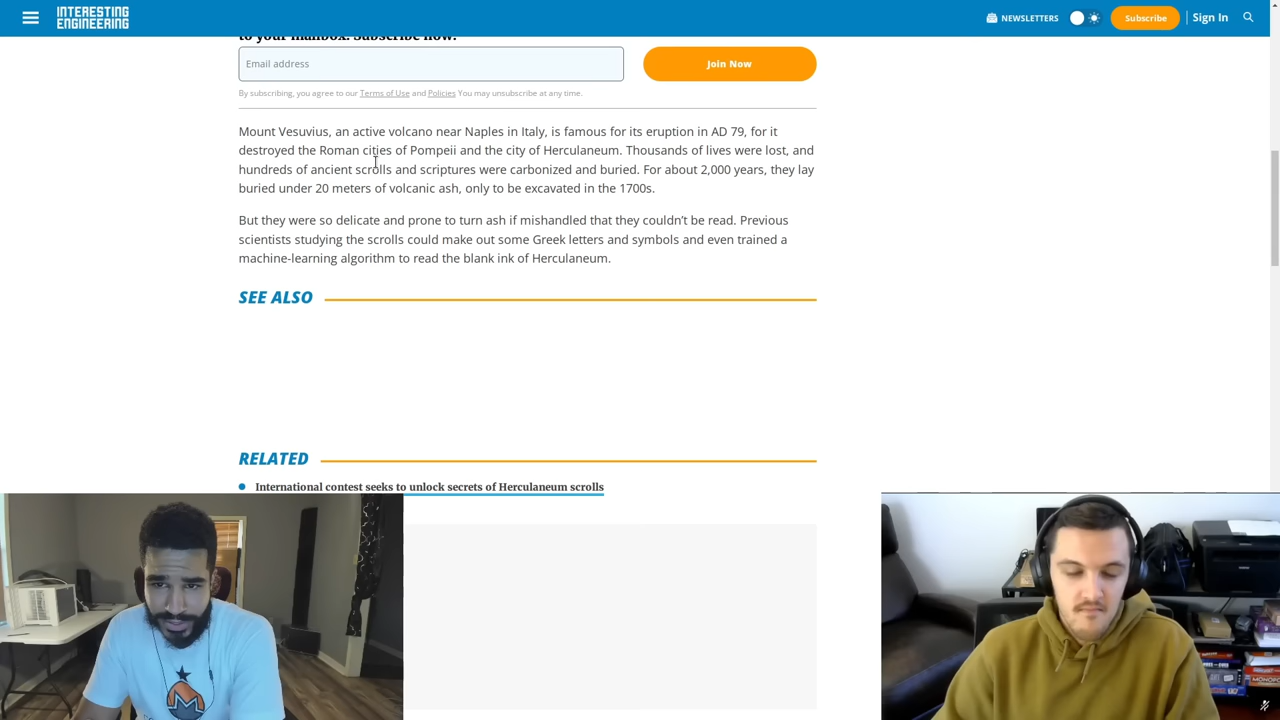 INTERESTING
ENGINEERING
NEWSLETTERS
Subscribe
Sign In
to your mailbox. Subscribe now.
Email address
Join Now
By subscribing, you agree to our Terms of Use and Policies You may unsubscribe at any time.
Mount Vesuvius, an active volcano near Naples in Italy, is famous for its eruption in AD 79, for it
destroyed the Roman cities of Pompeii and the city of Herculaneum. Thousands of lives were lost, and
hundreds of ancient scrolls and scriptures were carbonized and buried. For about 2,000 years, they lay
buried under 20 meters of volcanic ash, only to be excavated in the 1700s.
But they were so delicate and prone to turn ash if mishandled that they couldn’t be read. Previous
scientists studying the scrolls could make out some Greek letters and symbols and even trained a
machine-learning algorithm to read the blank ink of Herculaneum.
SEE ALSO
RELATED
International contest seeks to unlock secrets of Herculaneum scrolls